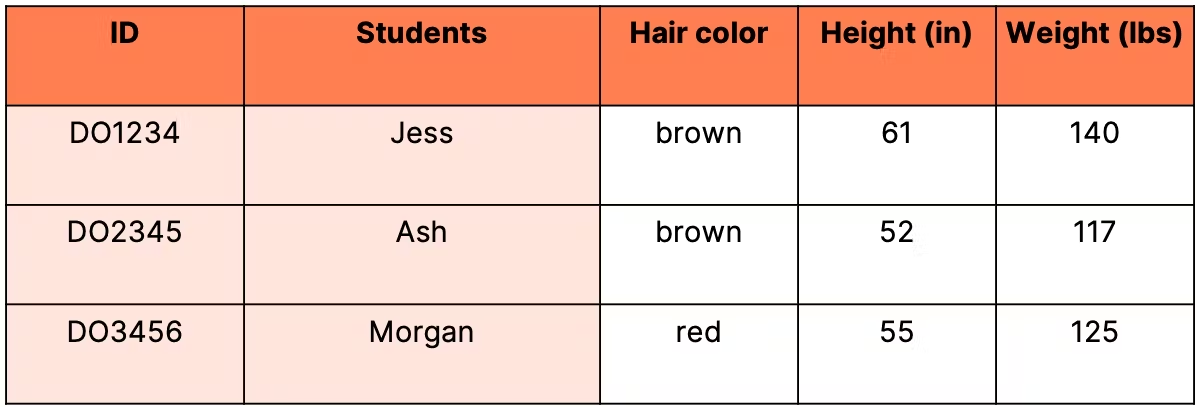 ID Students Hair color Height (in) Weight (lbs)
DO1234 Jess brown 61 140
DO2345 Ash brown 52 117
DO3456 Morgan red 55 125